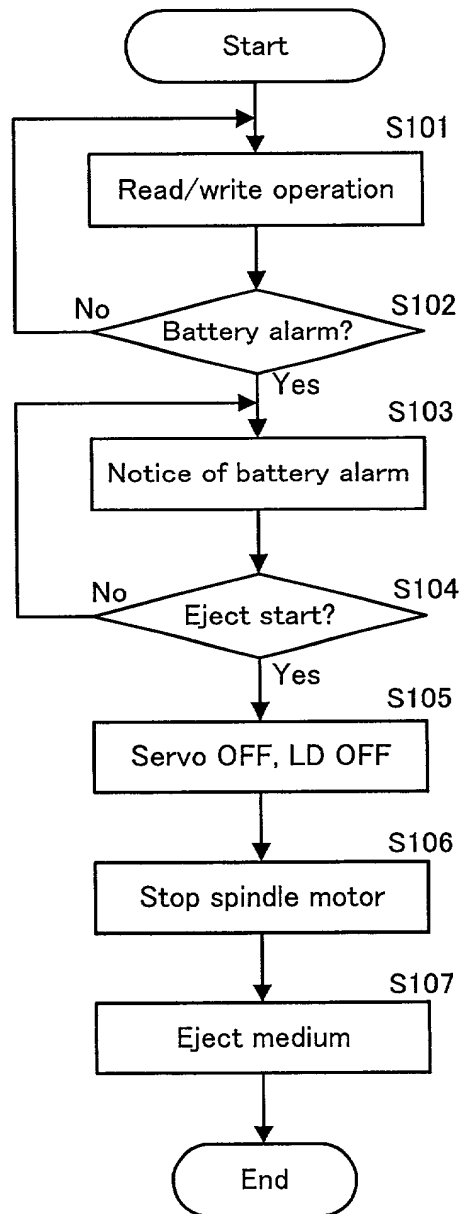 Start
S101
Read/write operation
No
S102
Battery alarm?
Yes
S103
Notice of battery alarm
No
S104
Eject start?
Yes
S105
Servo OFF, LD OFF
S106
Stop spindle motor
S107
Eject medium
End